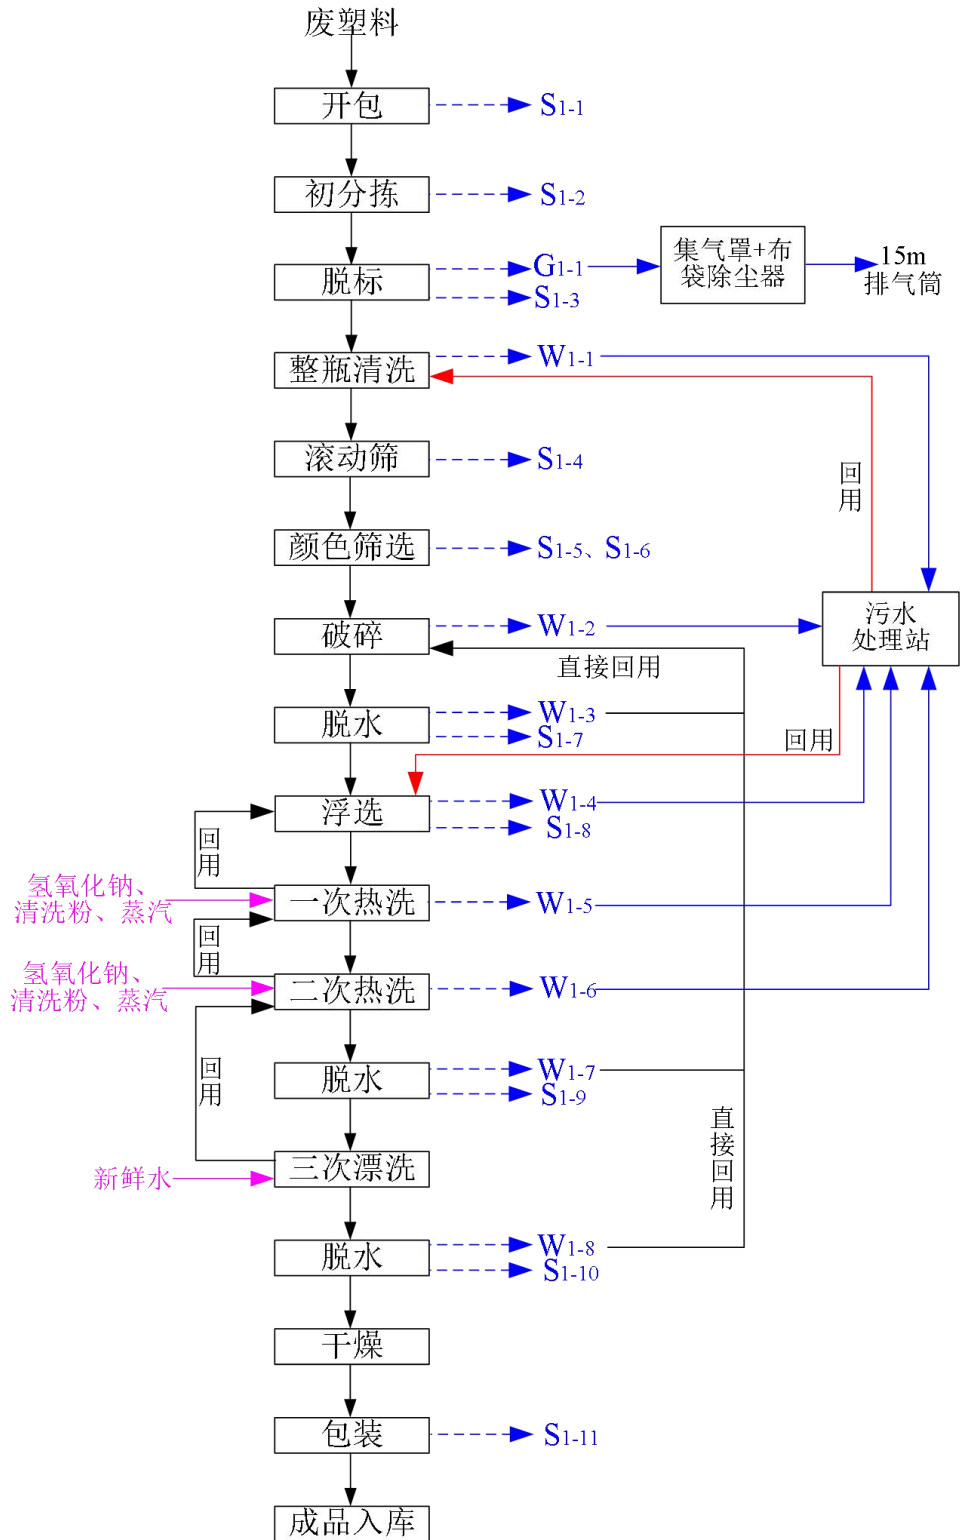 废塑料
开包
S1-1
初分拣
S1-2
脱标
G1-1
S1-3
集气罩+布
袋除尘器
15m
排气筒
整瓶清洗
W1-1
滚动筛
S1-4
回用
颜色筛选
S1-5、S1-6
破碎
W1-2
污水
处理站
直接回用
脱水
W1-3
S1-7
回用
浮选
W1-4
S1-8
回用
氢氧化钠、
清洗粉、蒸汽
一次热洗
W1-5
回用
氢氧化钠、
清洗粉、蒸汽
二次热洗
W1-6
回用
脱水
W1-7
S1-9
直接回用
新鲜水
三次漂洗
脱水
W1-8
S1-10
干燥
包装
S1-11
成品入库